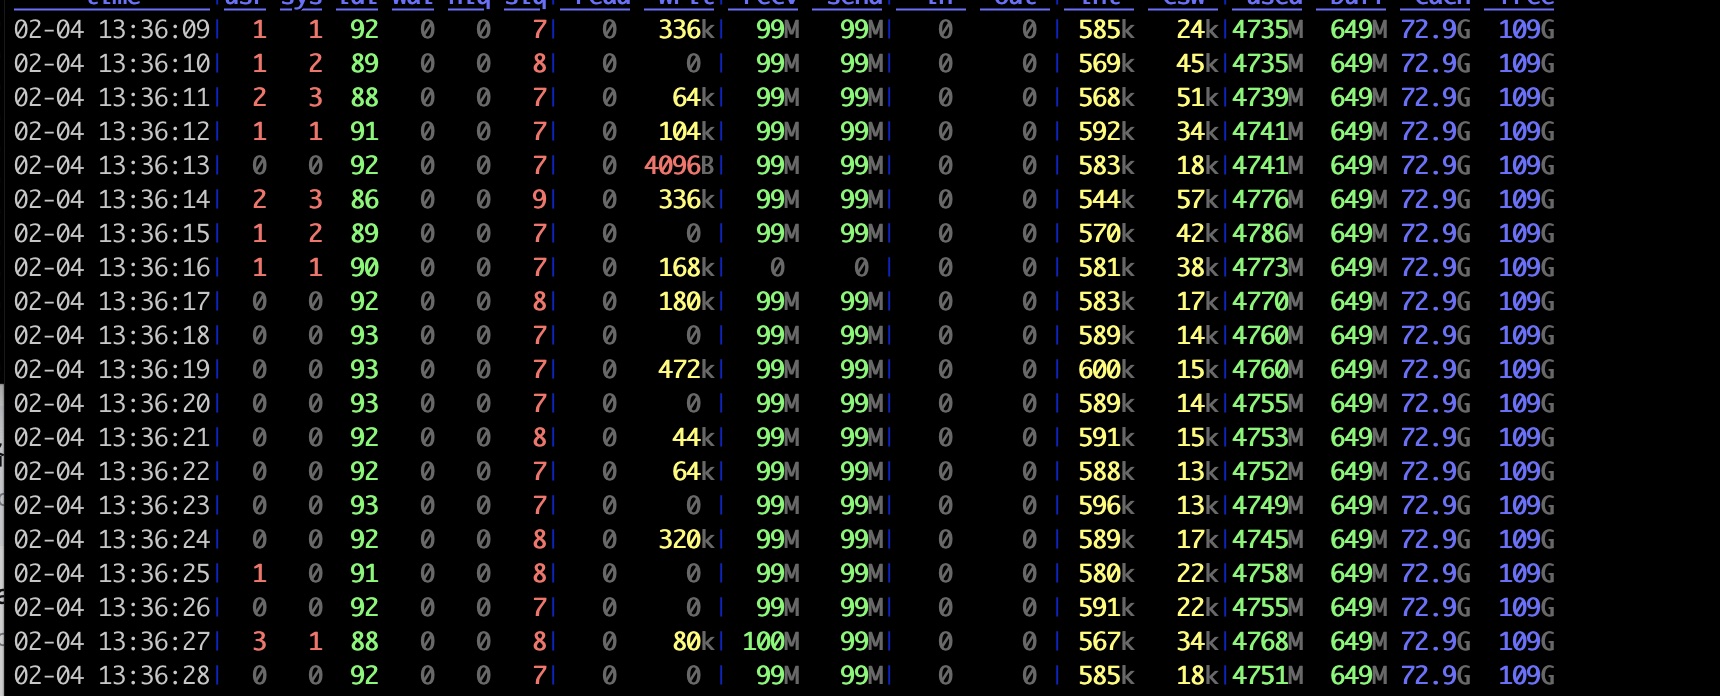 time usr sys idl wai hiq siq read writ recv send in out int csw used buff cach free
02-04 13:36:09| 1 1 92 0 0 7| 0 336k| 99M 99M| 0 0 | 585k 24k|4735M 649M 72.9G 109G
02-04 13:36:10| 1 2 89 0 0 8| 0 0 | 99M 99M| 0 0 | 569k 45k|4735M 649M 72.9G 109G
02-04 13:36:11| 2 3 88 0 0 7| 0 64k| 99M 99M| 0 0 | 568k 51k|4739M 649M 72.9G 109G
02-04 13:36:12| 1 1 91 0 0 7| 0 104k| 99M 99M| 0 0 | 592k 34k|4741M 649M 72.9G 109G
02-04 13:36:13| 0 0 92 0 0 7| 0 4096B| 99M 99M| 0 0 | 583k 18k|4741M 649M 72.9G 109G
02-04 13:36:14| 2 3 86 0 0 9| 0 336k| 99M 99M| 0 0 | 544k 57k|4776M 649M 72.9G 109G
02-04 13:36:15| 1 2 89 0 0 7| 0 0 | 99M 99M| 0 0 | 570k 42k|4786M 649M 72.9G 109G
02-04 13:36:16| 1 1 90 0 0 7| 0 168k| 0 0 | 0 0 | 581k 38k|4773M 649M 72.9G 109G
02-04 13:36:17| 0 0 92 0 0 8| 0 180k| 99M 99M| 0 0 | 583k 17k|4770M 649M 72.9G 109G
02-04 13:36:18| 0 0 93 0 0 7| 0 0 | 99M 99M| 0 0 | 589k 14k|4760M 649M 72.9G 109G
02-04 13:36:19| 0 0 93 0 0 7| 0 472k| 99M 99M| 0 0 | 600k 15k|4760M 649M 72.9G 109G
02-04 13:36:20| 0 0 93 0 0 7| 0 0 | 99M 99M| 0 0 | 589k 14k|4755M 649M 72.9G 109G
02-04 13:36:21| 0 0 92 0 0 8| 0 44k| 99M 99M| 0 0 | 591k 15k|4753M 649M 72.9G 109G
02-04 13:36:22| 0 0 92 0 0 7| 0 64k| 99M 99M| 0 0 | 588k 13k|4752M 649M 72.9G 109G
02-04 13:36:23| 0 0 93 0 0 7| 0 0 | 99M 99M| 0 0 | 596k 13k|4749M 649M 72.9G 109G
02-04 13:36:24| 0 0 92 0 0 8| 0 320k| 99M 99M| 0 0 | 589k 17k|4745M 649M 72.9G 109G
02-04 13:36:25| 1 0 91 0 0 8| 0 0 | 99M 99M| 0 0 | 580k 22k|4758M 649M 72.9G 109G
02-04 13:36:26| 0 0 92 0 0 7| 0 0 | 99M 99M| 0 0 | 591k 22k|4755M 649M 72.9G 109G
02-04 13:36:27| 3 1 88 0 0 8| 0 80k| 100M 99M| 0 0 | 567k 34k|4768M 649M 72.9G 109G
02-04 13:36:28| 0 0 92 0 0 7| 0 0 | 99M 99M| 0 0 | 585k 18k|4751M 649M 72.9G 109G